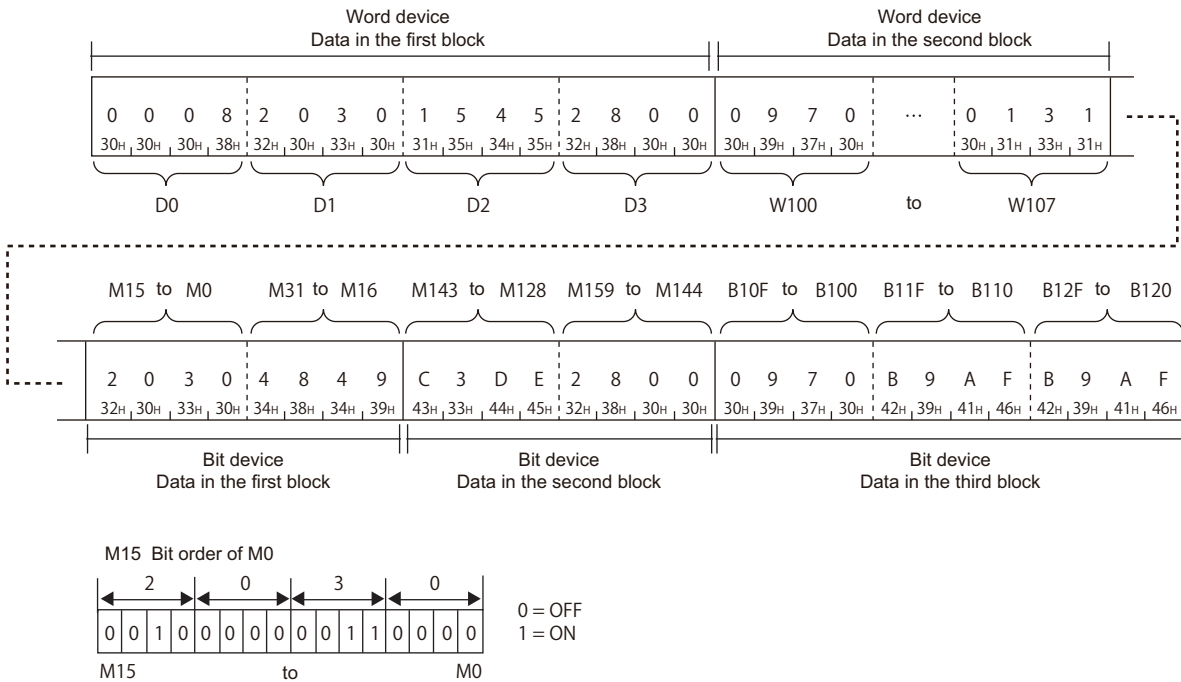 Word device
Data in the first block
Word device
Data in the second block
0 0 0 8 2 0 3 0 1 5 4 5 2 8 0 0 0 9 7 0 ... 0 1 3 1
30H 30H 30H 38H 32H 30H 33H 30H 31H 35H 34H 35H 32H 38H 30H 30H 30H 39H 37H 30H 30H 31H 33H 31H
D0 D1 D2 D3 W100 to W107
M15 to M0 M31 to M16 M143 to M128 M159 to M144 B10F to B100 B11F to B110 B12F to B120
2 0 3 0 4 8 4 9 C 3 D E 2 8 0 0 0 9 7 0 B 9 A F B 9 A F
32H 30H 33H 30H 34H 38H 34H 39H 43H 33H 44H 45H 32H 38H 30H 30H 30H 39H 37H 30H 42H 39H 41H 46H 42H 39H 41H 46H
Bit device
Data in the first block
Bit device
Data in the second block
Bit device
Data in the third block
M15 Bit order of M0
2 0 3 0
0 0 1 0 0 0 0 0 0 0 1 1 0 0 0 0
M15 to M0
0 = OFF
1 = ON